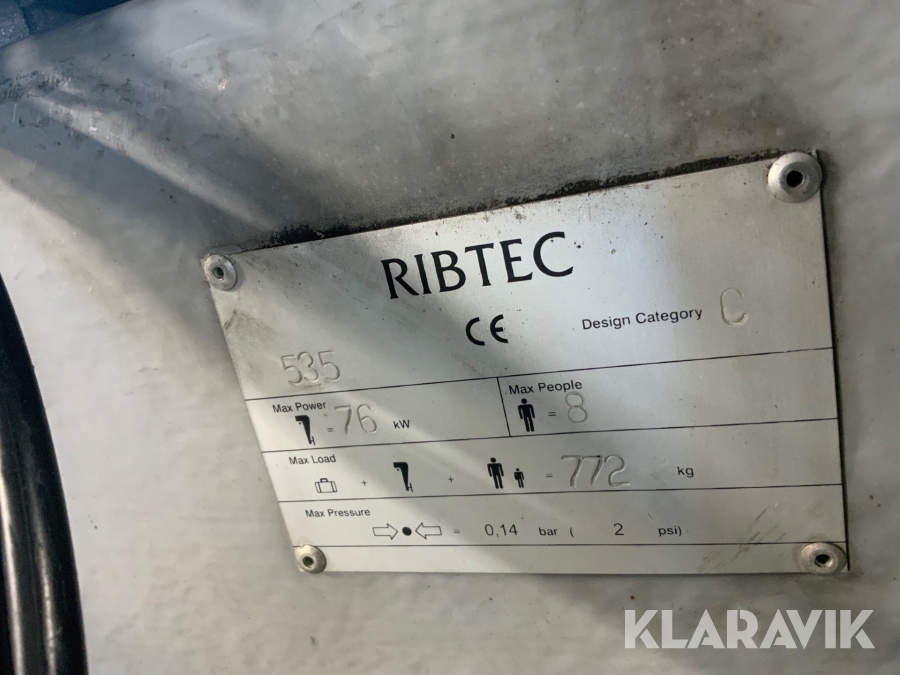 RIBTEC
CE Design Category C
535
Max Power
= 76 kW
Max People
= 8
Max Load
+ + = 772 kg
Max Pressure
= 0,14 bar ( 2 psi)
KLARAVIK